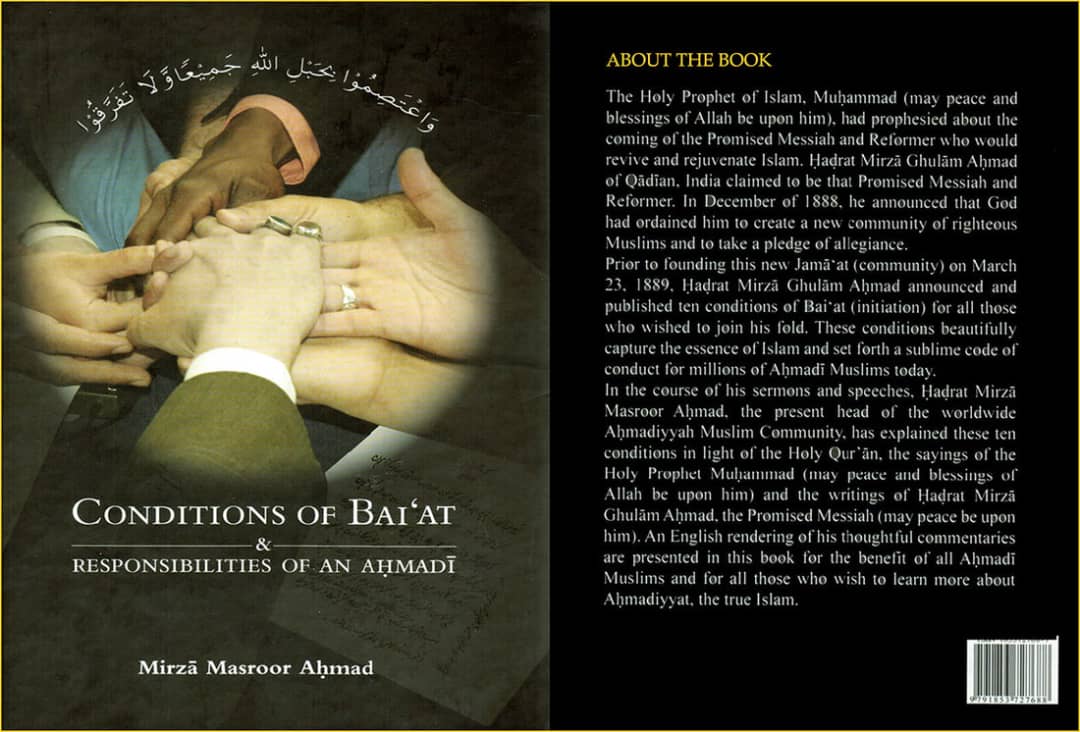 وَاعْتَصِمُوْا بِحَبْلِ اللّٰهِ جَمِيْعًا وَّلَا تَفَرَّقُوْا
CONDITIONS OF BAI‘AT
&
RESPONSIBILITIES OF AN AḤMADĪ
Mirzā Masroor Aḥmad
ABOUT THE BOOK
The Holy Prophet of Islam, Muḥammad (may peace and
blessings of Allah be upon him), had prophesied about the
coming of the Promised Messiah and Reformer who would
revive and rejuvenate Islam. Ḥaḍrat Mirzā Ghulām Aḥmad
of Qādīan, India claimed to be that Promised Messiah and
Reformer. In December of 1888, he announced that God
had ordained him to create a new community of righteous
Muslims and to take a pledge of allegiance.
Prior to founding this new Jamā‘at (community) on March
23, 1889, Ḥaḍrat Mirzā Ghulām Aḥmad announced and
published ten conditions of Bai‘at (initiation) for all those
who wished to join his fold. These conditions beautifully
capture the essence of Islam and set forth a sublime code of
conduct for millions of Aḥmadī Muslims today.
In the course of his sermons and speeches, Ḥaḍrat Mirzā
Masroor Aḥmad, the present head of the worldwide
Aḥmadiyyah Muslim Community, has explained these ten
conditions in light of the Holy Qur’ān, the sayings of the
Holy Prophet Muḥammad (may peace and blessings of
Allah be upon him) and the writings of Ḥaḍrat Mirzā
Ghulām Aḥmad, the Promised Messiah (may peace be upon
him). An English rendering of his thoughtful commentaries
are presented in this book for the benefit of all Aḥmadī
Muslims and for all those who wish to learn more about
Aḥmadiyyat, the true Islam.
9791853727688